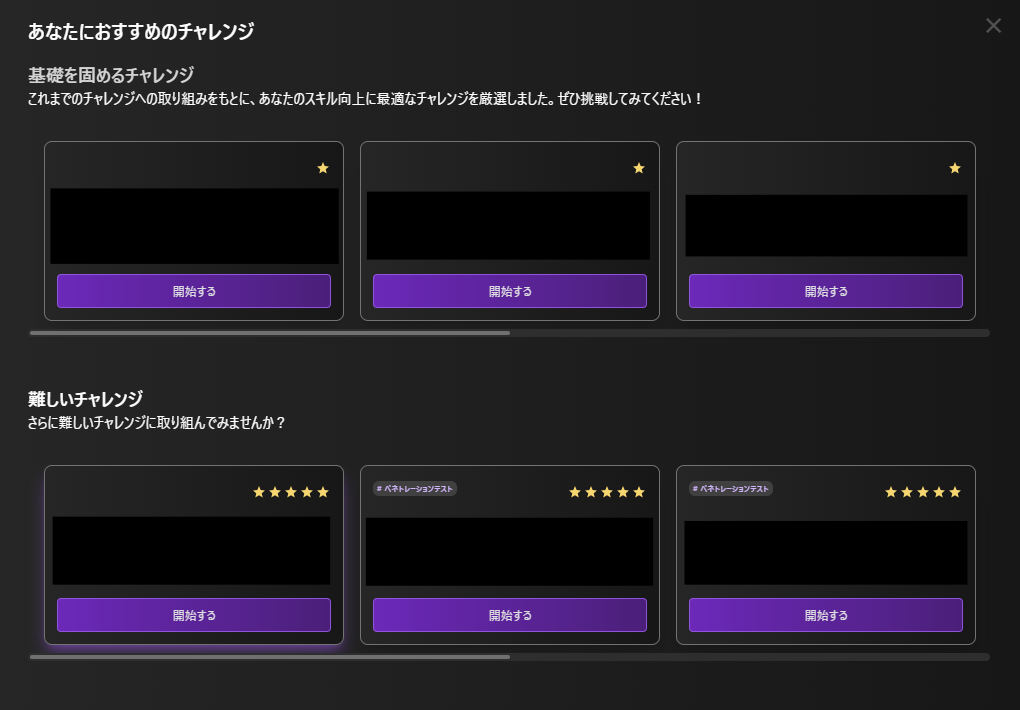 あなたにおすすめのチャレンジ
基礎を固めるチャレンジ
これまでのチャレンジへの取り組みをもとに、あなたのスキル向上に最適なチャレンジを厳選しました。ぜひ挑戦してみてください！
開始する
開始する
開始する
難しいチャレンジ
さらに難しいチャレンジに取り組んでみませんか？
# ペネトレーションテスト
# ペネトレーションテスト
開始する
開始する
開始する